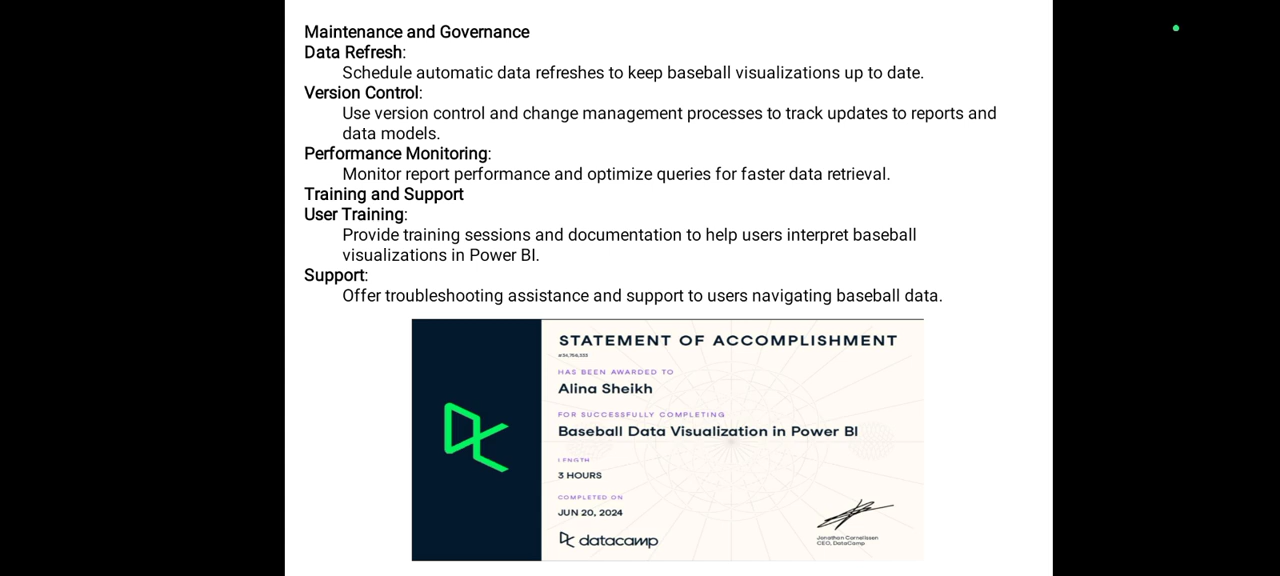 Maintenance and Governance
Data Refresh:
Schedule automatic data refreshes to keep baseball visualizations up to date.
Version Control:
Use version control and change management processes to track updates to reports and
data models.
Performance Monitoring:
Monitor report performance and optimize queries for faster data retrieval.
Training and Support
User Training:
Provide training sessions and documentation to help users interpret baseball
visualizations in Power BI.
Support:
Offer troubleshooting assistance and support to users navigating baseball data.
STATEMENT OF ACCOMPLISHMENT
HAS BEEN AWARDED TO
Alina Sheikh
FOR SUCCESSFULLY COMPLETING
Baseball Data Visualization in Power BI
LENGTH
3 HOURS
COMPLETED ON
JUN 20, 2024
datacamp
Jonathan Cornelissen
CEO, DataCamp